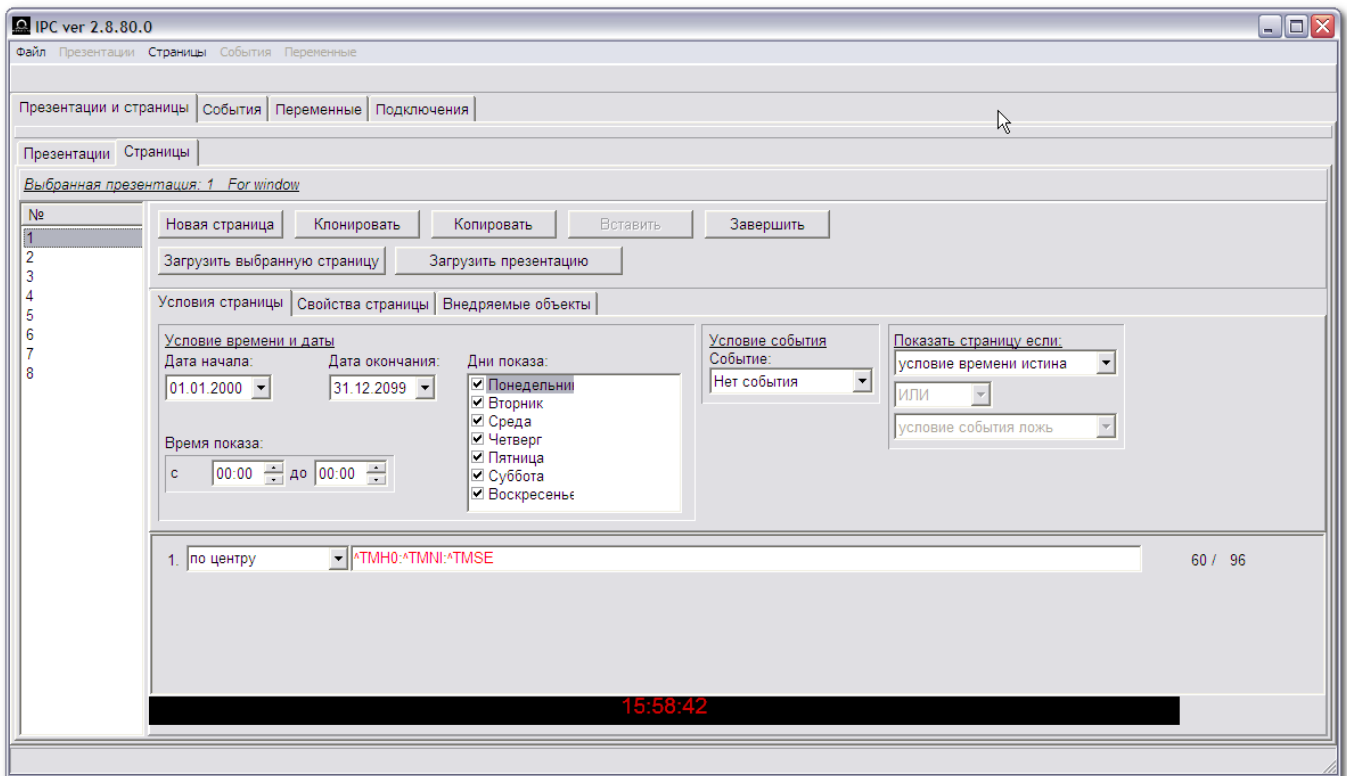 IPC ver 2.8.80.0
Файл Презентации Страницы События Переменные
Презентации и страницы События Переменные Подключения
Презентации Страницы
Выбранная презентация: 1 For window
№
1
2
3
4
5
6
7
8
Новая страница Клонировать Копировать Вставить Завершить
Загрузить выбранную страницу Загрузить презентацию
Условия страницы Свойства страницы Внедряемые объекты
Условие времени и даты
Дата начала: Дата окончания: Дни показа:
01.01.2000 31.12.2099
Понедельник
Вторник
Среда
Четверг
Пятница
Суббота
Воскресенье
Время показа:
с 00:00 до 00:00
Условие события
Событие:
Нет события
Показать страницу если:
условие времени истина
ИЛИ
условие события ложь
1. по центру ^TMH0:^TMNI:^TMSE 60 / 96
15:58:42